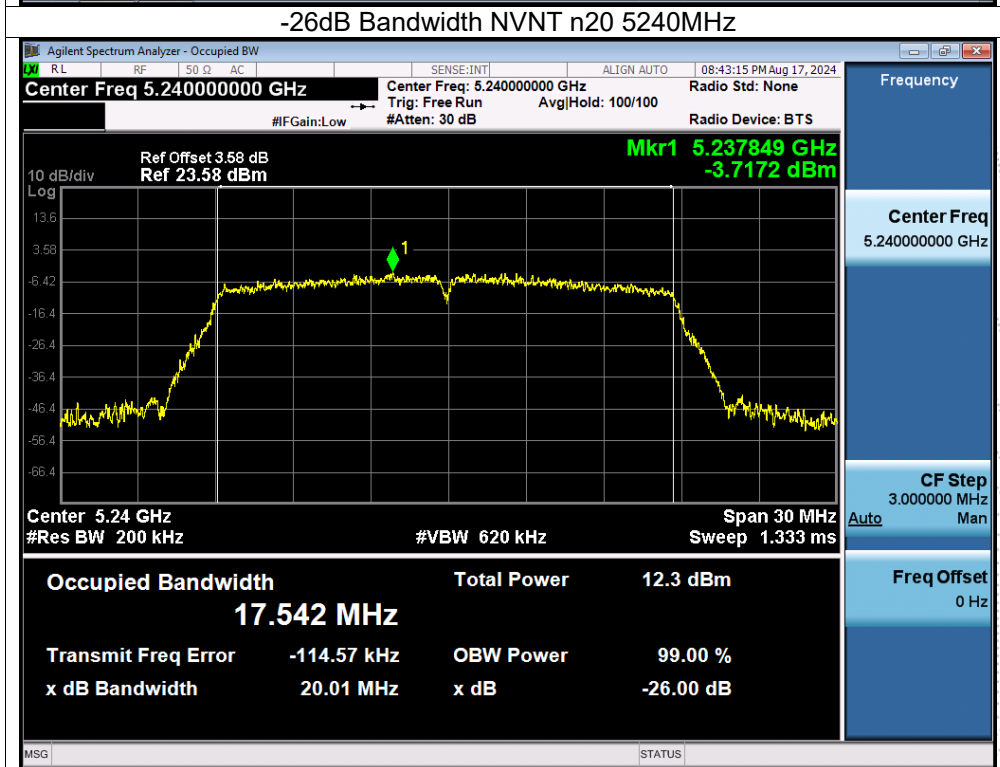 -26dB Bandwidth NVNT n20 5240MHz
Agilent Spectrum Analyzer - Occupied BW
LXI RL RF 50 Ω AC SENSE:INT ALIGN AUTO 08:43:15 PM Aug 17, 2024
Center Freq 5.240000000 GHz
Center Freq: 5.240000000 GHz Radio Std: None
Trig: Free Run Avg|Hold: 100/100
#IFGain:Low #Atten: 30 dB Radio Device: BTS
Frequency
Mkr1 5.237849 GHz
-3.7172 dBm
Ref Offset 3.58 dB
10 dB/div Ref 23.58 dBm
Log
13.6
3.58
-6.42
-16.4
-26.4
-36.4
-46.4
-56.4
-66.4
1
Center Freq
5.240000000 GHz
Center 5.24 GHz Span 30 MHz
#Res BW 200 kHz #VBW 620 kHz Sweep 1.333 ms
CF Step
3.000000 MHz
Auto Man
Occupied Bandwidth Total Power 12.3 dBm
17.542 MHz
Transmit Freq Error -114.57 kHz OBW Power 99.00 %
x dB Bandwidth 20.01 MHz x dB -26.00 dB
Freq Offset
0 Hz
MSG STATUS